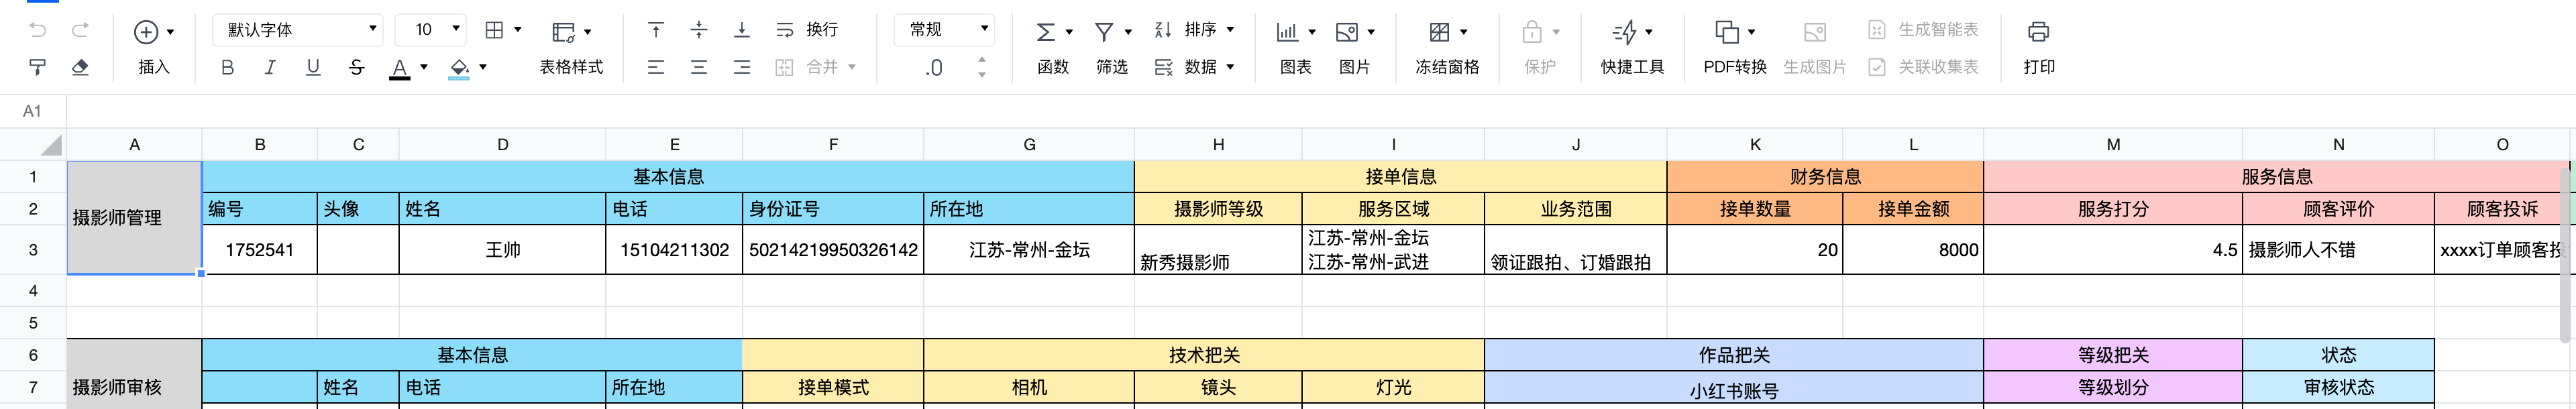 默认字体 10 换行 常规 排序 生成智能表
插入 B I U S A 表格样式 合并 .0 函数 筛选 数据 图表 图片 冻结窗格 保护 快捷工具 PDF转换 生成图片 关联收集表 打印
A1
A B C D E F G H I J K L M N O
1 基本信息 接单信息 财务信息 服务信息
摄影师管理
2 编号 头像 姓名 电话 身份证号 所在地 摄影师等级 服务区域 业务范围 接单数量 接单金额 服务打分 顾客评价 顾客投诉
3 1752541 王帅 15104211302 50214219950326142 江苏-常州-金坛 新秀摄影师 江苏-常州-金坛 领证跟拍、订婚跟拍 20 8000 4.5 摄影师人不错 xxxx订单顾客投
江苏-常州-武进
4
5
6 基本信息 技术把关 作品把关 等级把关 状态
7 摄影师审核 姓名 电话 所在地 接单模式 相机 镜头 灯光 小红书账号 等级划分 审核状态